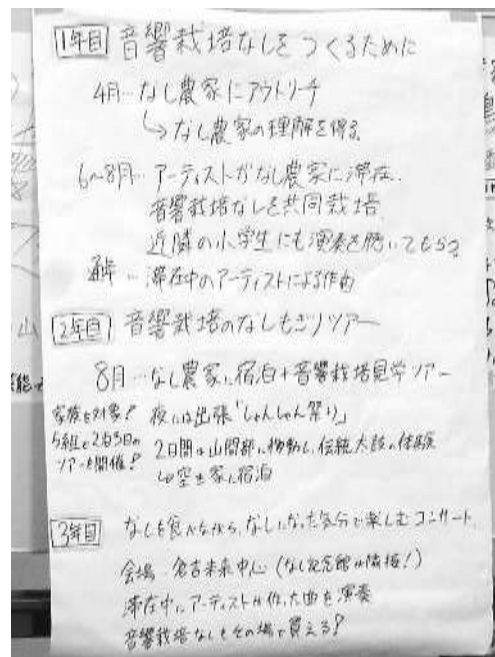 1年目 音響栽培なしをつくるために
4月…なし農家にアウトリーチ
↳なし農家の理解を得る
6〜8月…アーティストがなし農家に滞在.
音響栽培なしを共同栽培.
近隣の小学生にも演奏を聴いてもらう
通年…滞在中のアーティストによる作曲
2年目 音響栽培のなしもぎツアー
8月…なし農家に宿泊+音響栽培見学ツアー
家族を対象!
5組を2泊3日の
ツアーを開催!
夜には出張「しゃんしゃん祭り」
2日間は山間部に移動し、伝統太鼓の体験
空き家に宿泊
3年目 なしを食べながら、なしになった気分で楽しむコンサート.
会場 倉吉未来中心(なし記念館が隣接!)
滞在中にアーティストが作った曲を演奏
音響栽培なしもその場で買える!
山
能